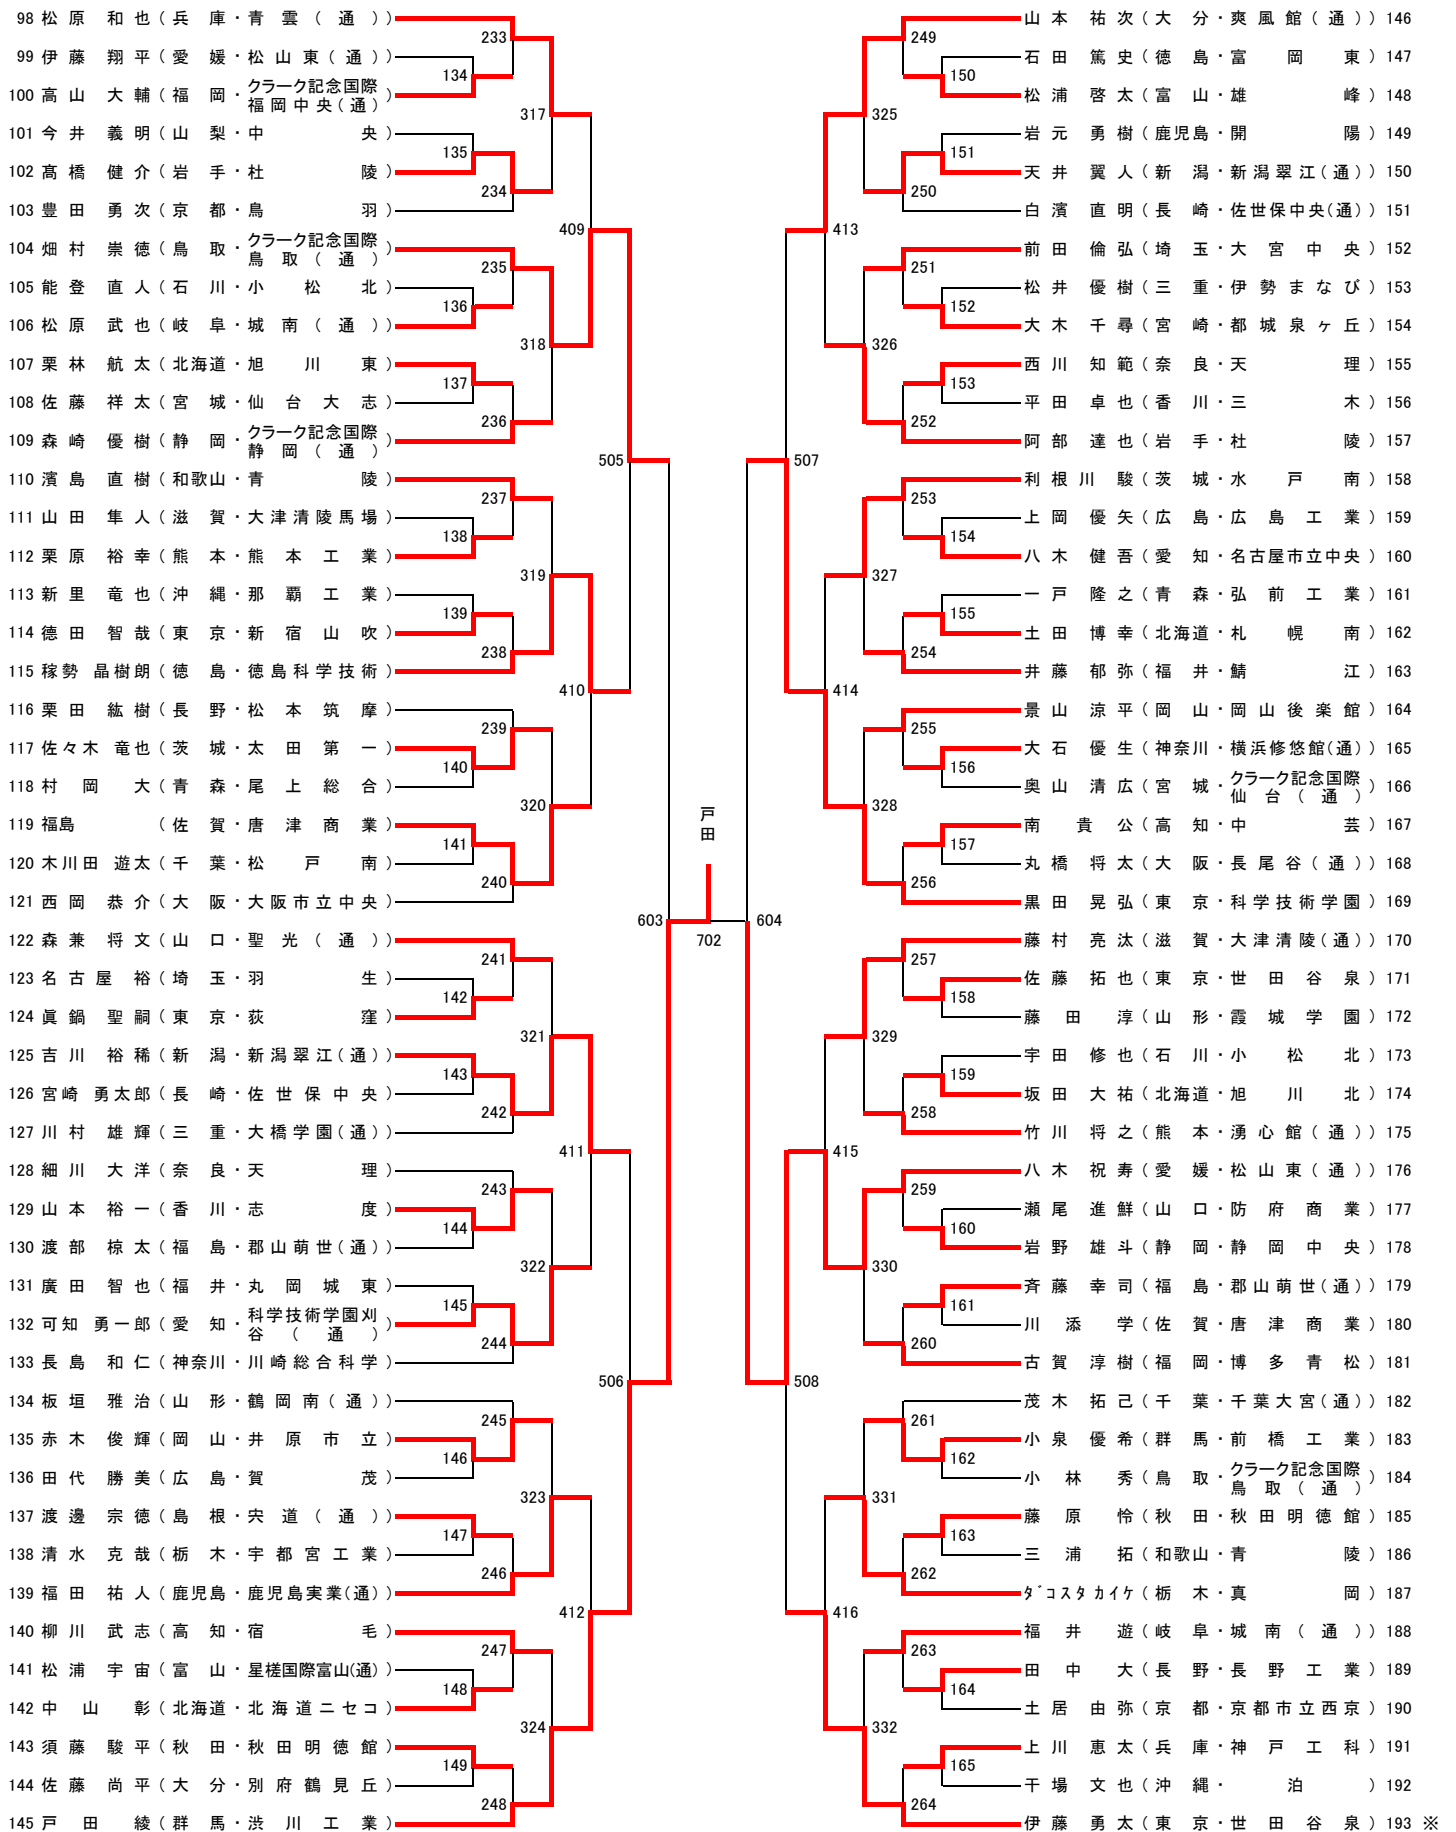 98 松原 和也 (兵 庫・青 雲 ( 通 ))
99 伊藤 翔平 (愛 媛・松 山 東 ( 通 ))
100 高山 大輔 (福 岡・クラーク記念国際福岡中央(通))
101 今井 義明 (山 梨・中 央)
102 髙橋 健介 (岩 手・杜 陵)
103 豊田 勇次 (京 都・鳥 羽)
104 畑村 崇徳 (鳥 取・クラーク記念国際鳥取(通))
105 能登 直人 (石 川・小 松 北)
106 松原 武也 (岐 阜・城 南 ( 通 ))
107 栗林 航太 (北海道・旭 川 東)
108 佐藤 祥太 (宮 城・仙 台 大 志)
109 森崎 優樹 (静 岡・クラーク記念国際静岡(通))
110 濱島 直樹 (和歌山・青 陵)
111 山田 隼人 (滋 賀・大津清陵馬場)
112 栗原 裕幸 (熊 本・熊 本 工 業)
113 新里 竜也 (沖 縄・那 覇 工 業)
114 德田 智哉 (東 京・新 宿 山 吹)
115 稼勢 晶樹朗 (徳 島・徳島科学技術)
116 栗田 紘樹 (長 野・松 本 筑 摩)
117 佐々木 竜也 (茨 城・太 田 第 一)
118 村岡 大 (青 森・尾 上 総 合)
119 福島 (佐 賀・唐 津 商 業)
120 木川田 遊太 (千 葉・松 戸 南)
121 西岡 恭介 (大 阪・大阪市立中央)
122 森兼 将文 (山 口・聖 光 ( 通 ))
123 名古屋 裕 (埼 玉・羽 生)
124 眞鍋 聖嗣 (東 京・荻 窪)
125 吉川 裕稀 (新 潟・新潟翠江(通))
126 宮崎 勇太郎 (長 崎・佐世保中央)
127 川村 雄輝 (三 重・大橋学園(通))
128 細川 大洋 (奈 良・天 理)
129 山本 裕一 (香 川・志 度)
130 渡部 椋太 (福 島・郡山萌世(通))
131 廣田 智也 (福 井・丸 岡 城 東)
132 可知 勇一郎 (愛 知・科学技術学園刈谷(通))
133 長島 和仁 (神奈川・川崎総合科学)
134 板垣 雅治 (山 形・鶴 岡 南 ( 通 ))
135 赤木 俊輝 (岡 山・井 原 市 立)
136 田代 勝美 (広 島・賀 茂)
137 渡邊 宗徳 (島 根・宍 道 ( 通 ))
138 清水 克哉 (栃 木・宇都宮工業)
139 福田 祐人 (鹿児島・鹿児島実業(通))
140 柳川 武志 (高 知・宿 毛)
141 松浦 宇宙 (富 山・星槎国際富山(通))
142 中山 彰 (北海道・北海道ニセコ)
143 須藤 駿平 (秋 田・秋田明徳館)
144 佐藤 尚平 (大 分・別府鶴見丘)
145 戸田 綾 (群 馬・渋 川 工 業)
134
135
136
137
138
139
140
141
142
143
144
145
146
147
148
149
233
234
235
236
237
238
239
240
241
242
243
244
245
246
247
248
317
318
319
320
321
322
323
324
409
410
411
412
505
506
603
戸田
702
604
507
508
413
414
415
416
325
326
327
328
329
330
331
332
249
250
251
252
253
254
255
256
257
258
259
260
261
262
263
264
150
151
152
153
154
155
156
157
158
159
160
161
162
163
164
165
山本 祐次 (大 分・爽風館(通)) 146
石田 篤史 (徳 島・富 岡 東) 147
松浦 啓太 (富 山・雄 峰) 148
岩元 勇樹 (鹿児島・開 陽) 149
天井 翼人 (新 潟・新潟翠江(通)) 150
白濱 直明 (長 崎・佐世保中央(通)) 151
前田 倫弘 (埼 玉・大 宮 中 央) 152
松井 優樹 (三 重・伊勢まなび) 153
大木 千尋 (宮 崎・都城泉ヶ丘) 154
西川 知範 (奈 良・天 理) 155
平田 卓也 (香 川・三 木) 156
阿部 達也 (岩 手・杜 陵) 157
利根川 駿 (茨 城・水 戸 南) 158
上岡 優矢 (広 島・広 島 工 業) 159
八木 健吾 (愛 知・名古屋市立中央) 160
一戸 隆之 (青 森・弘 前 工 業) 161
土田 博幸 (北海道・札 幌 南) 162
井藤 郁弥 (福 井・鯖 江) 163
景山 涼平 (岡 山・岡山後楽館) 164
大石 優生 (神奈川・横浜修悠館(通)) 165
奥山 清広 (宮 城・クラーク記念国際仙台(通)) 166
南 貴公 (高 知・中 芸) 167
丸橋 将太 (大 阪・長尾谷(通)) 168
黒田 晃弘 (東 京・科学技術学園) 169
藤村 亮汰 (滋 賀・大津清陵(通)) 170
佐藤 拓也 (東 京・世 田 谷 泉) 171
藤田 淳 (山 形・霞 城 学 園) 172
宇田 修也 (石 川・小 松 北) 173
坂田 大祐 (北海道・旭 川 北) 174
竹川 将之 (熊 本・湧心館(通)) 175
八木 祝寿 (愛 媛・松山東(通)) 176
瀬尾 進鮮 (山 口・防 府 商 業) 177
岩野 雄斗 (静 岡・静 岡 中 央) 178
斉藤 幸司 (福 島・郡山萌世(通)) 179
川添 学 (佐 賀・唐 津 商 業) 180
古賀 淳樹 (福 岡・博 多 青 松) 181
茂木 拓己 (千 葉・千葉大宮(通)) 182
小泉 優希 (群 馬・前 橋 工 業) 183
小林 秀 (鳥 取・クラーク記念国際鳥取(通)) 184
藤原 怜 (秋 田・秋田明徳館) 185
三浦 拓 (和歌山・青 陵) 186
ダコスタ カイケ (栃 木・真 岡) 187
福井 遊 (岐 阜・城 南 ( 通 )) 188
田中 大 (長 野・長 野 工 業) 189
土居 由弥 (京 都・京都市立西京) 190
上川 恵太 (兵 庫・神 戸 工 科) 191
干場 文也 (沖 縄・泊) 192
伊藤 勇太 (東 京・世 田 谷 泉) 193 ※